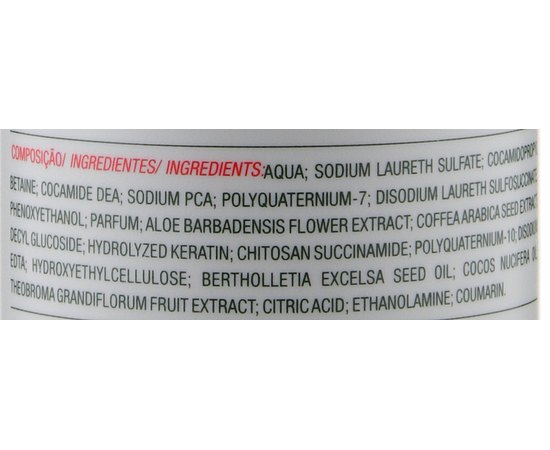 COMPOSIÇÃO/ INGREDIENTES/ INGREDIENTS: AQUA; SODIUM LAURETH SULFATE; COCAMIDOPROPY
BETAINE; COCAMIDE DEA; SODIUM PCA; POLYQUATERNIUM-7; DISODIUM LAURETH SULFOSUCCINATE
PHENOXYETHANOL; PARFUM; ALOE BARBADENSIS FLOWER EXTRACT; COFFEA ARABICA SEED EXTRACT
DECYL GLUCOSIDE; HYDROLYZED KERATIN; CHITOSAN SUCCINAMIDE; POLYQUATERNIUM-10; DISODIU
EDTA; HYDROXYETHYLCELLULOSE; BERTHOLLETIA EXCELSA SEED OIL; COCOS NUCIFERA OIL
THEOBROMA GRANDIFLORUM FRUIT EXTRACT; CITRIC ACID; ETHANOLAMINE; COUMARIN.